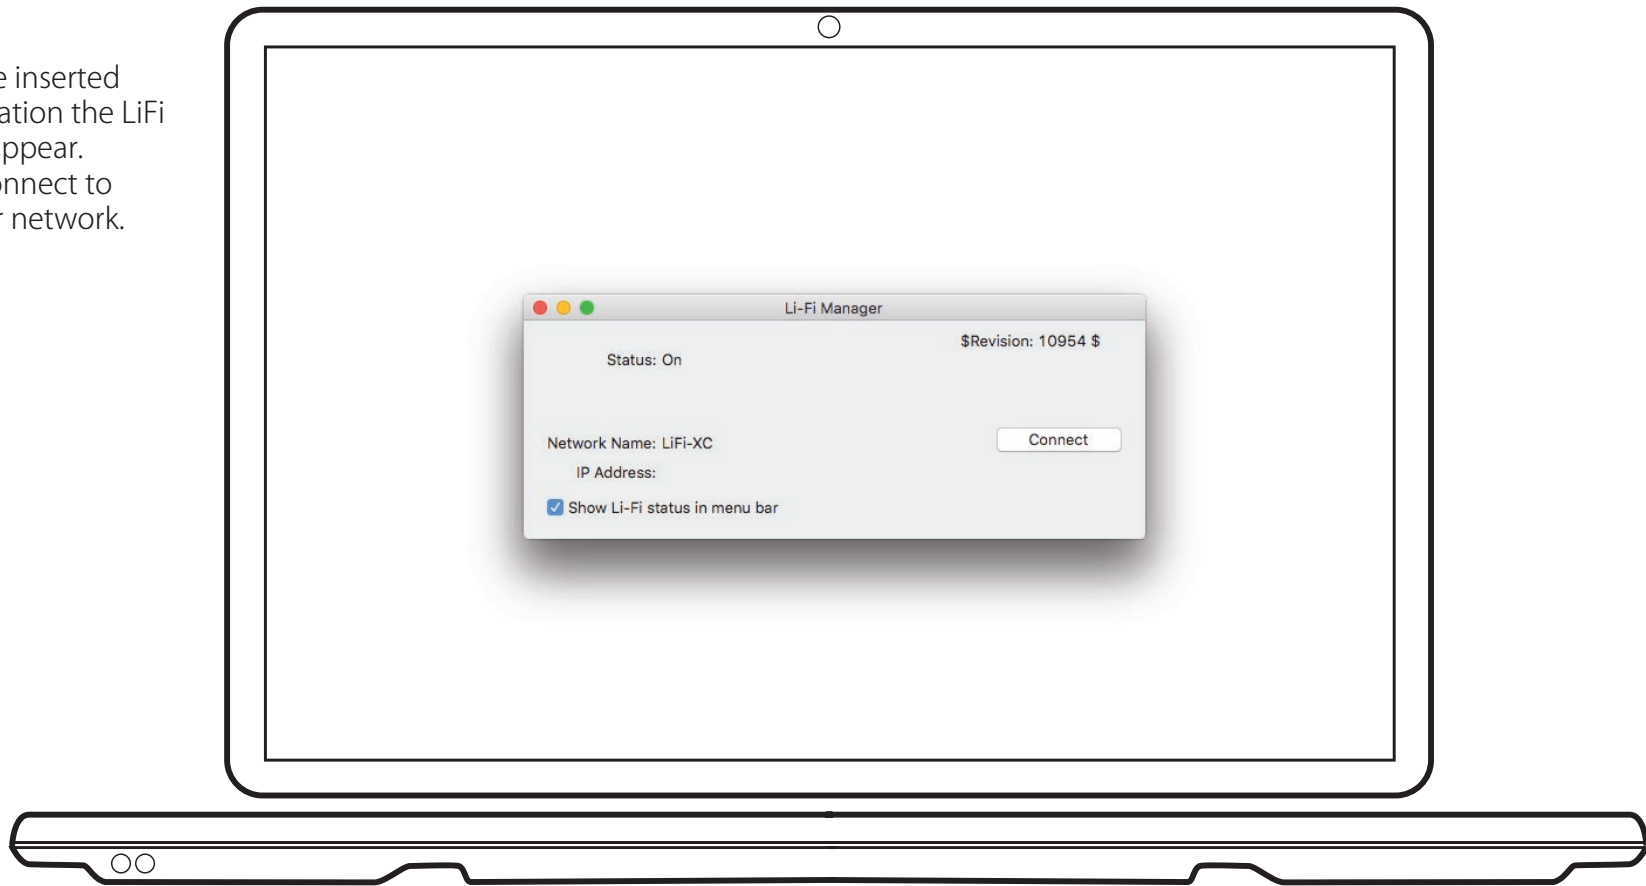 e inserted
ation the LiFi
ppear.
onnect to
r network.
Li-Fi Manager
$Revision: 10954 $
Status: On
Network Name: LiFi-XC
Connect
IP Address:
Show Li-Fi status in menu bar